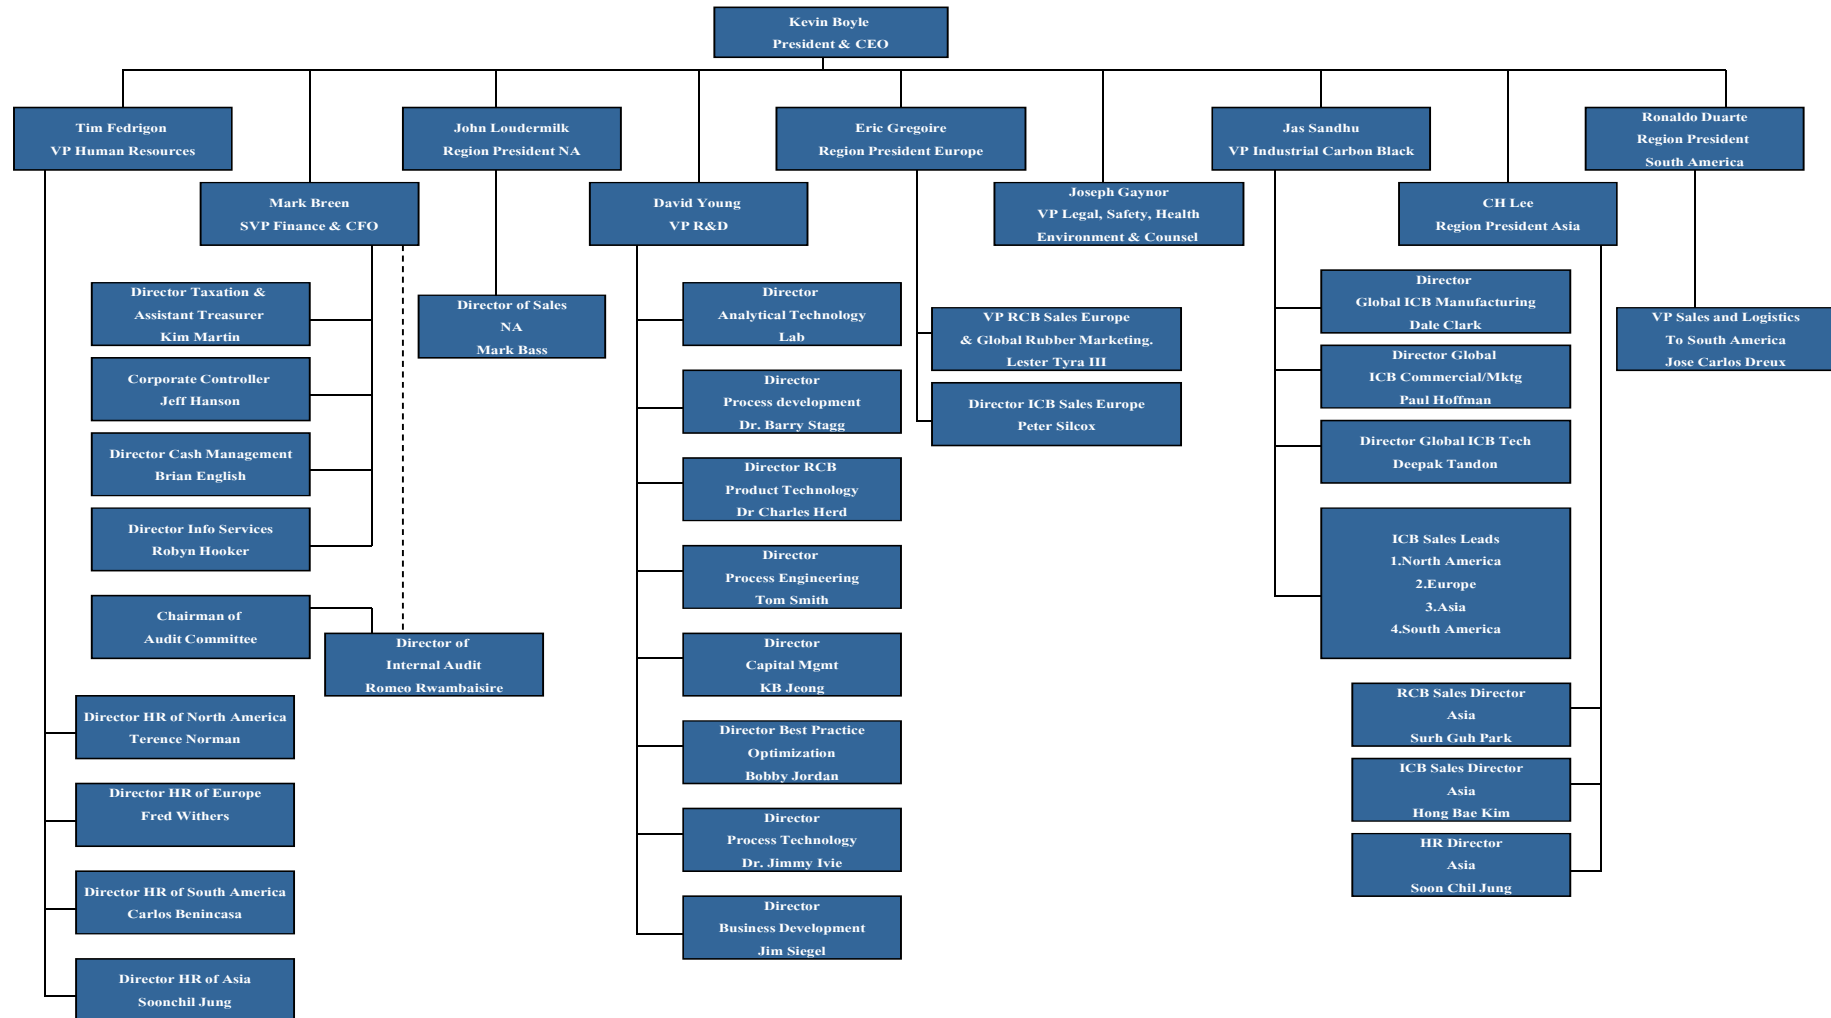 Kevin Boyle
President & CEO
Tim Fedrigon
VP Human Resources
John Loudermilk
Region President NA
Eric Gregoire
Region President Europe
Jas Sandhu
VP Industrial Carbon Black
Ronaldo Duarte
Region President
South America
Mark Breen
SVP Finance & CFO
David Young
VP R&D
Joseph Gaynor
VP Legal, Safety, Health
Environment & Counsel
CH Lee
Region President Asia
Director Taxation &
Assistant Treasurer
Kim Martin
Corporate Controller
Jeff Hanson
Director Cash Management
Brian English
Director Info Services
Robyn Hooker
Chairman of
Audit Committee
Director of
Internal Audit
Romeo Rwambaisire
Director HR of North America
Terence Norman
Director HR of Europe
Fred Withers
Director HR of South America
Carlos Benincasa
Director HR of Asia
Soonchil Jung
Director of Sales
NA
Mark Bass
Director
Analytical Technology
Lab
Director
Process development
Dr. Barry Stagg
Director RCB
Product Technology
Dr Charles Herd
Director
Process Engineering
Tom Smith
Director
Capital Mgmt
KB Jeong
Director Best Practice
Optimization
Bobby Jordan
Director
Process Technology
Dr. Jimmy Ivie
Director
Business Development
Jim Siegel
VP RCB Sales Europe
& Global Rubber Marketing.
Lester Tyra III
Director ICB Sales Europe
Peter Silcox
Director
Global ICB Manufacturing
Dale Clark
Director Global
ICB Commercial/Mktg
Paul Hoffman
Director Global ICB Tech
Deepak Tandon
ICB Sales Leads
1.North America
2.Europe
3.Asia
4.South America
RCB Sales Director
Asia
Surh Guh Park
ICB Sales Director
Asia
Hong Bae Kim
HR Director
Asia
Soon Chil Jung
VP Sales and Logistics
To South America
Jose Carlos Dreux